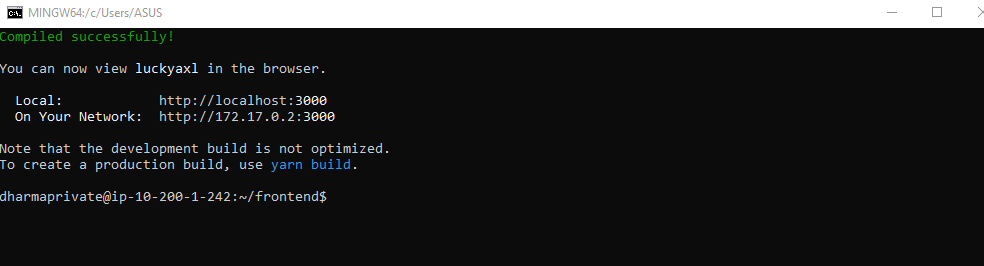 MINGW64:/c/Users/ASUS
Compiled successfully!
You can now view luckyaxl in the browser.
Local: http://localhost:3000
On Your Network: http://172.17.0.2:3000
Note that the development build is not optimized.
To create a production build, use yarn build.
dharmaprivate@ip-10-200-1-242:~/frontend$